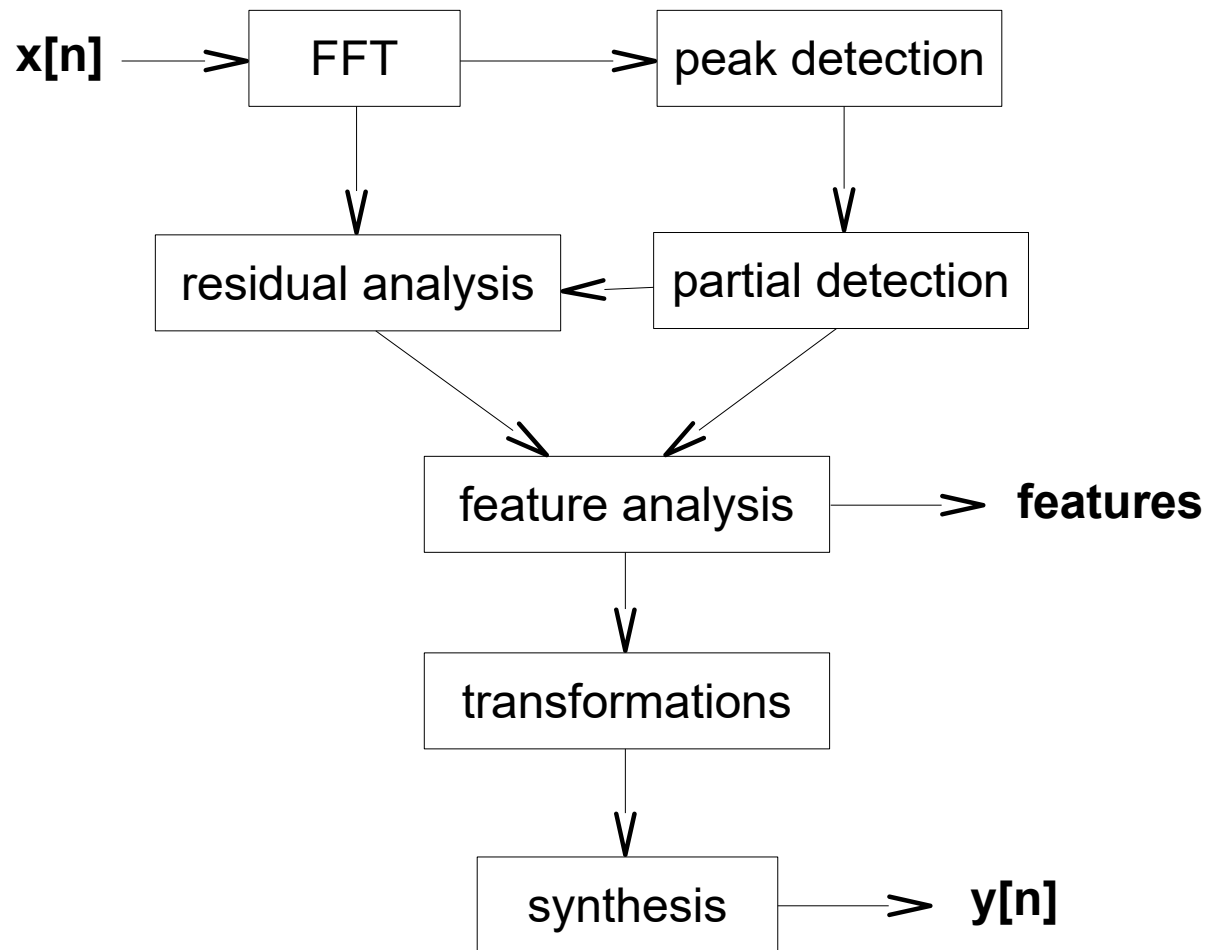 x[n]
FFT
peak detection
residual analysis
partial detection
feature analysis
features
transformations
synthesis
y[n]